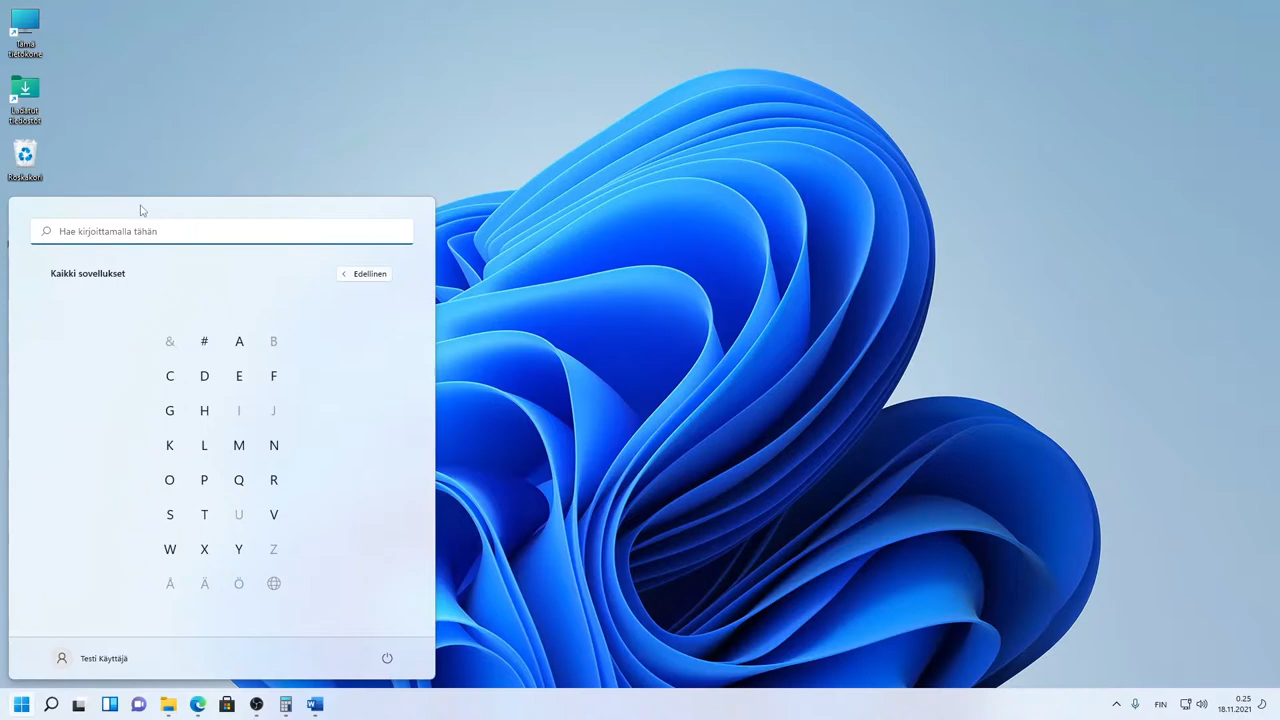 Tämä
tietokone
Ladatut
tiedostot
Roskakori
Hae kirjoittamalla tähän
Kaikki sovellukset
Edellinen
& # A B
C D E F
G H I J
K L M N
O P Q R
S T U V
W X Y Z
Å Ä Ö
Testi Käyttäjä
W
FIN
0.25
18.11.2021